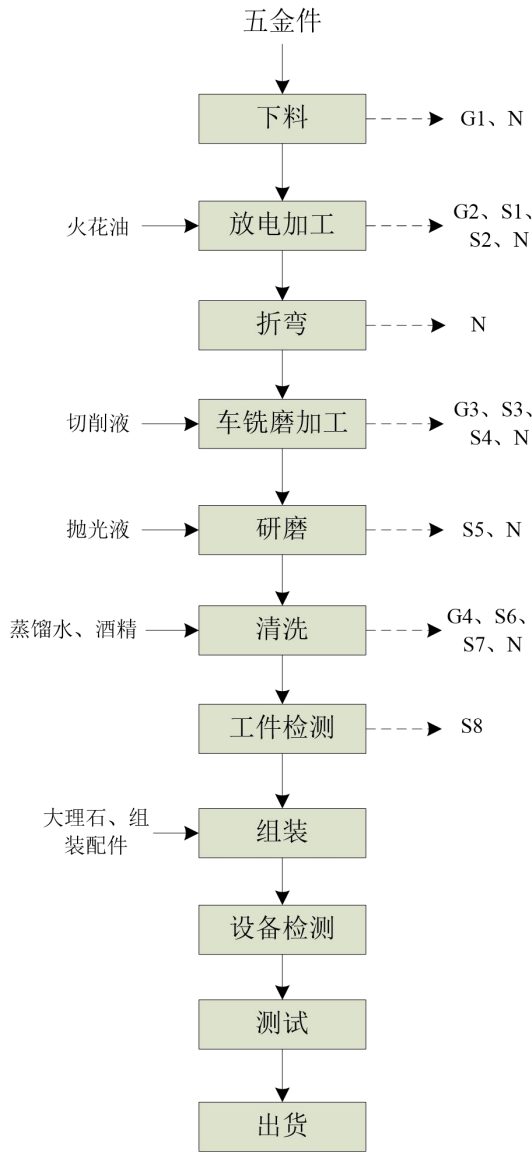 五金件
下料
G1、N
火花油
放电加工
G2、S1、
S2、N
折弯
N
切削液
车铣磨加工
G3、S3、
S4、N
抛光液
研磨
S5、N
蒸馏水、酒精
清洗
G4、S6、
S7、N
工件检测
S8
大理石、组
装配件
组装
设备检测
测试
出货